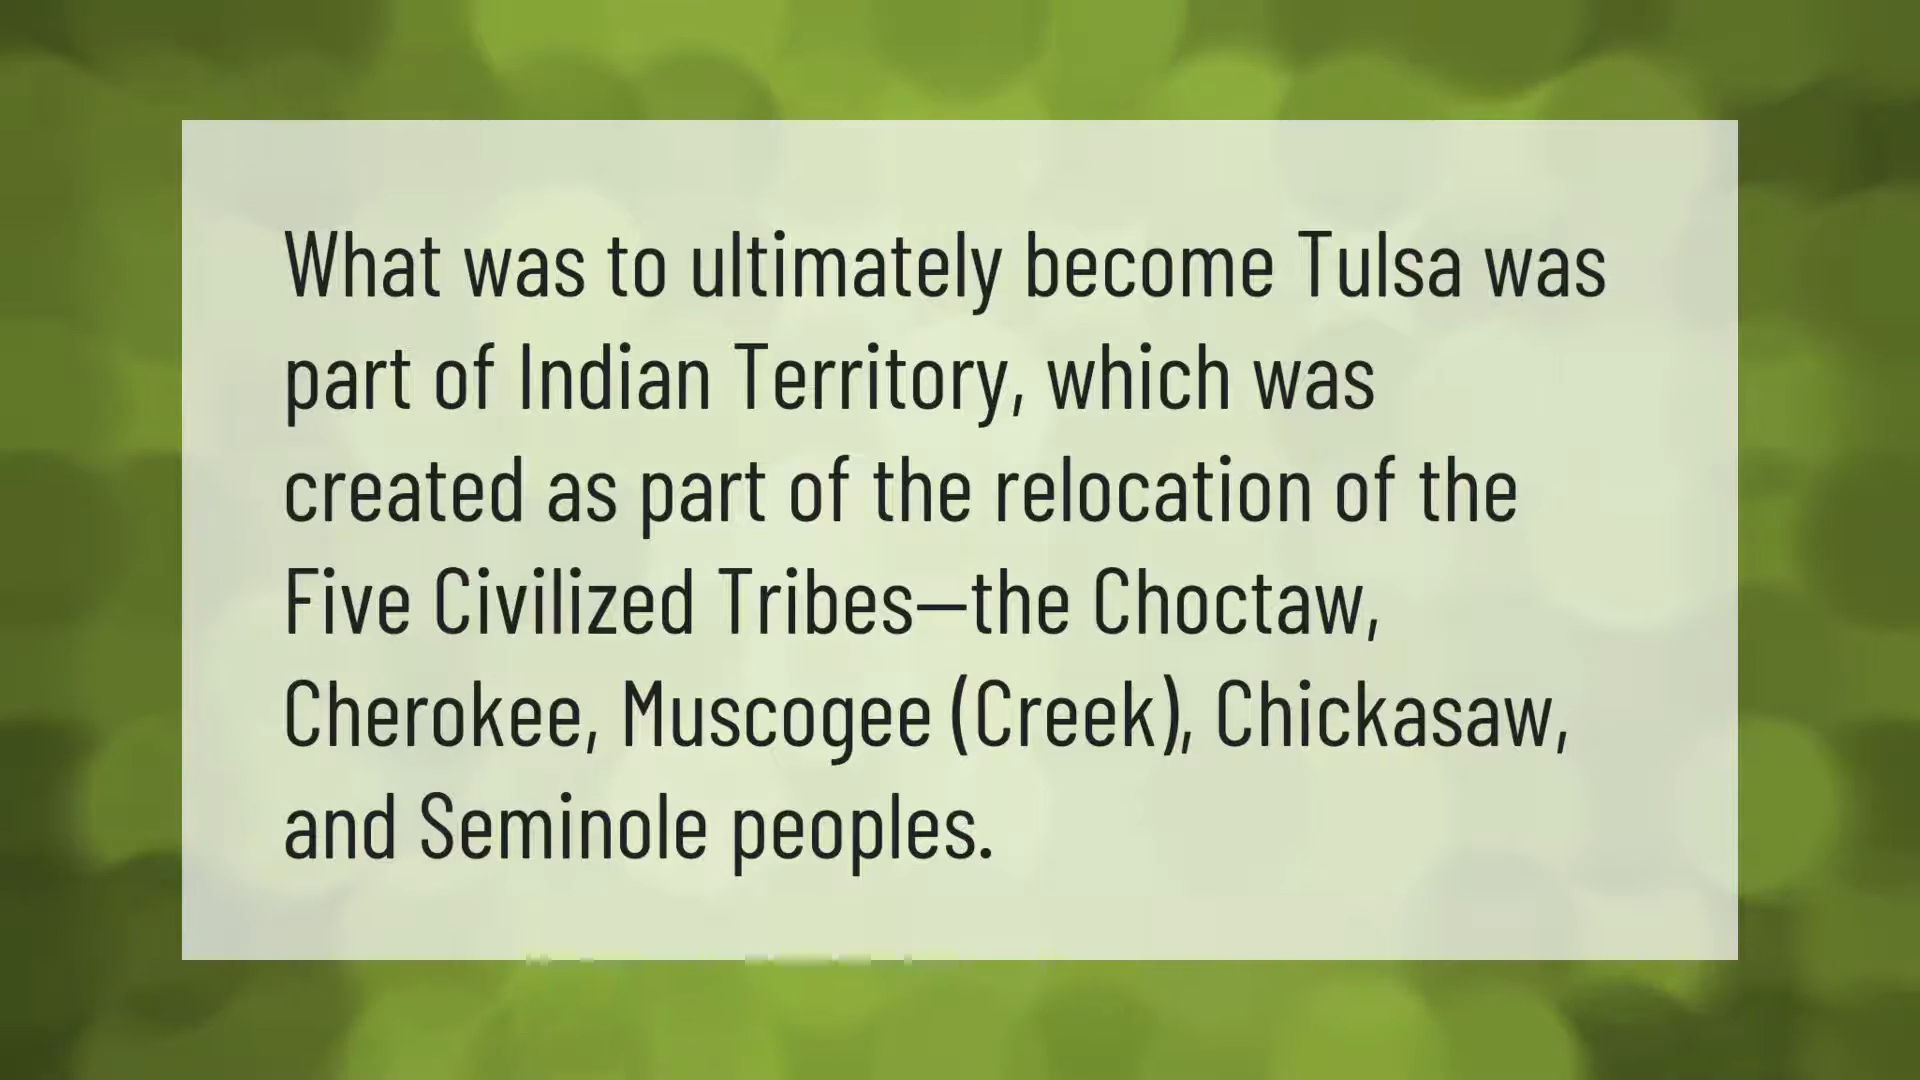 What was to ultimately become Tulsa was
part of Indian Territory, which was
created as part of the relocation of the
Five Civilized Tribes—the Choctaw,
Cherokee, Muscogee (Creek), Chickasaw,
and Seminole peoples.